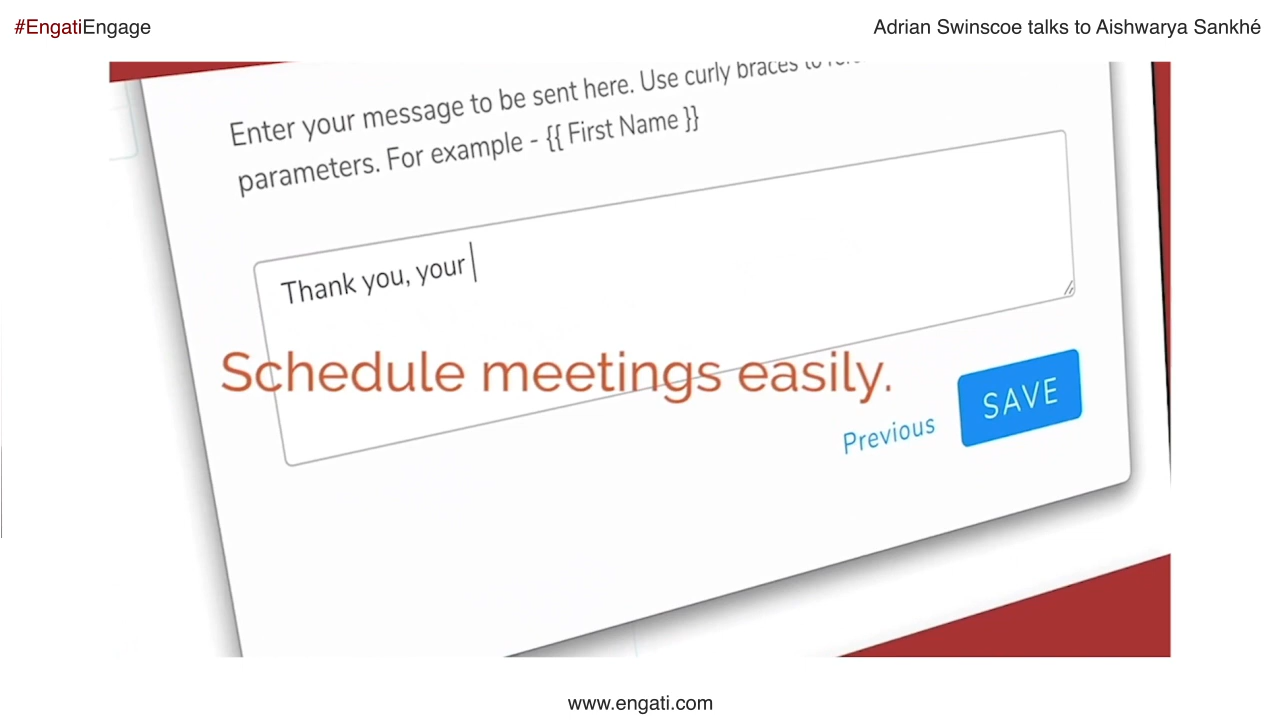 #EngatiEngage
Adrian Swinscoe talks to Aishwarya Sankhé
Enter your message to be sent here. Use curly braces to
parameters. For example - {{ First Name }}
Thank you, your
Schedule meetings easily.
Previous
SAVE
www.engati.com